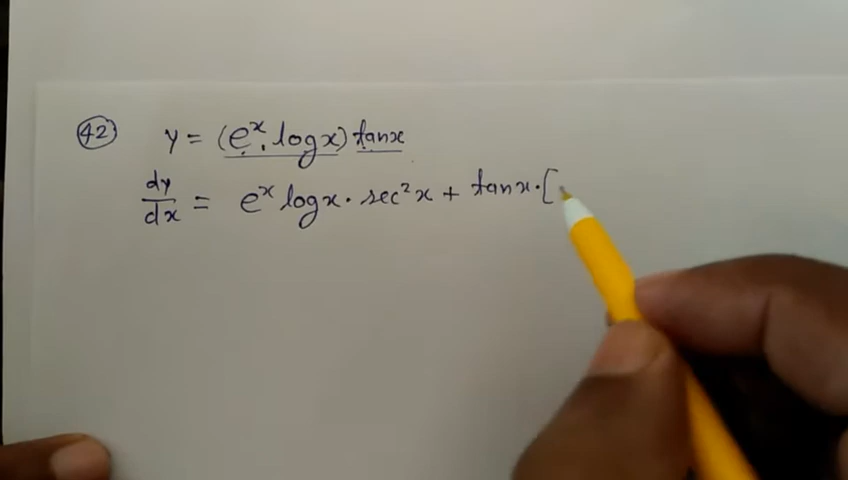 42 y = (eˣ. logx) tanx
dy/dx = eˣ logx · sec²x + tanx · [